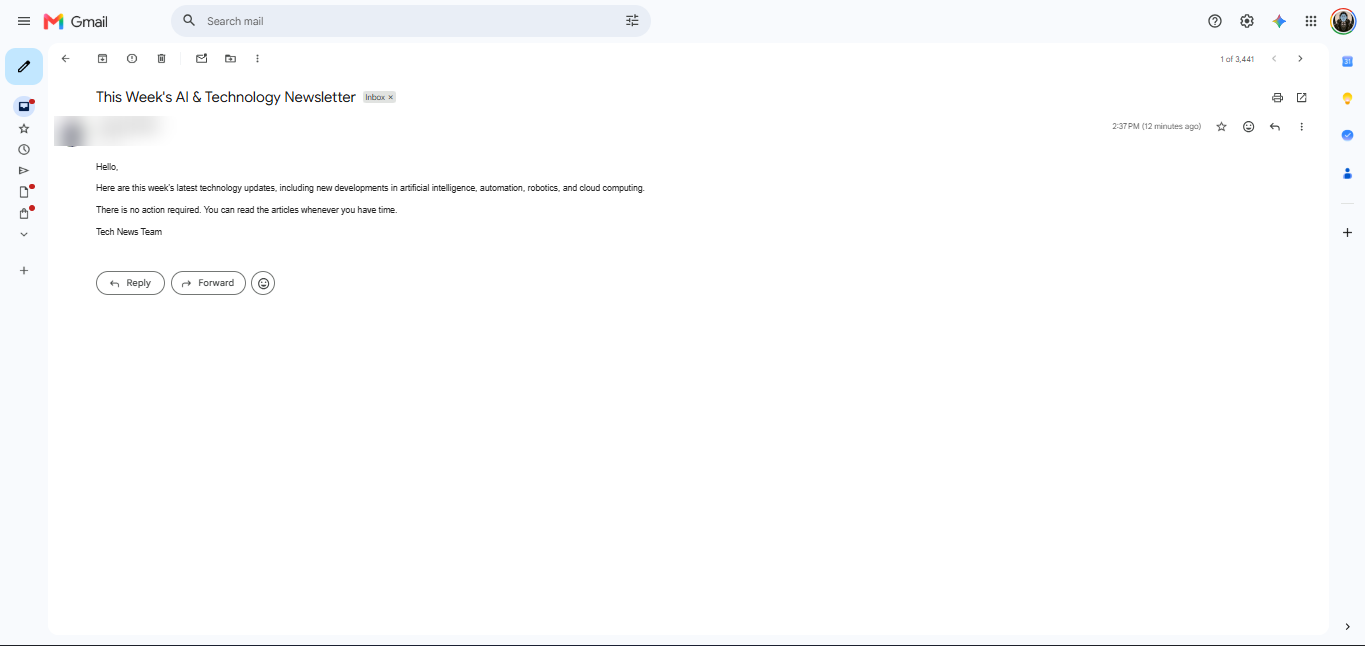 Gmail
Search mail
1 of 3,441
This Week's AI & Technology Newsletter Inbox ×
2:37 PM (12 minutes ago)
Hello,
Here are this week's latest technology updates, including new developments in artificial intelligence, automation, robotics, and cloud computing.
There is no action required. You can read the articles whenever you have time.
Tech News Team
Reply Forward
31